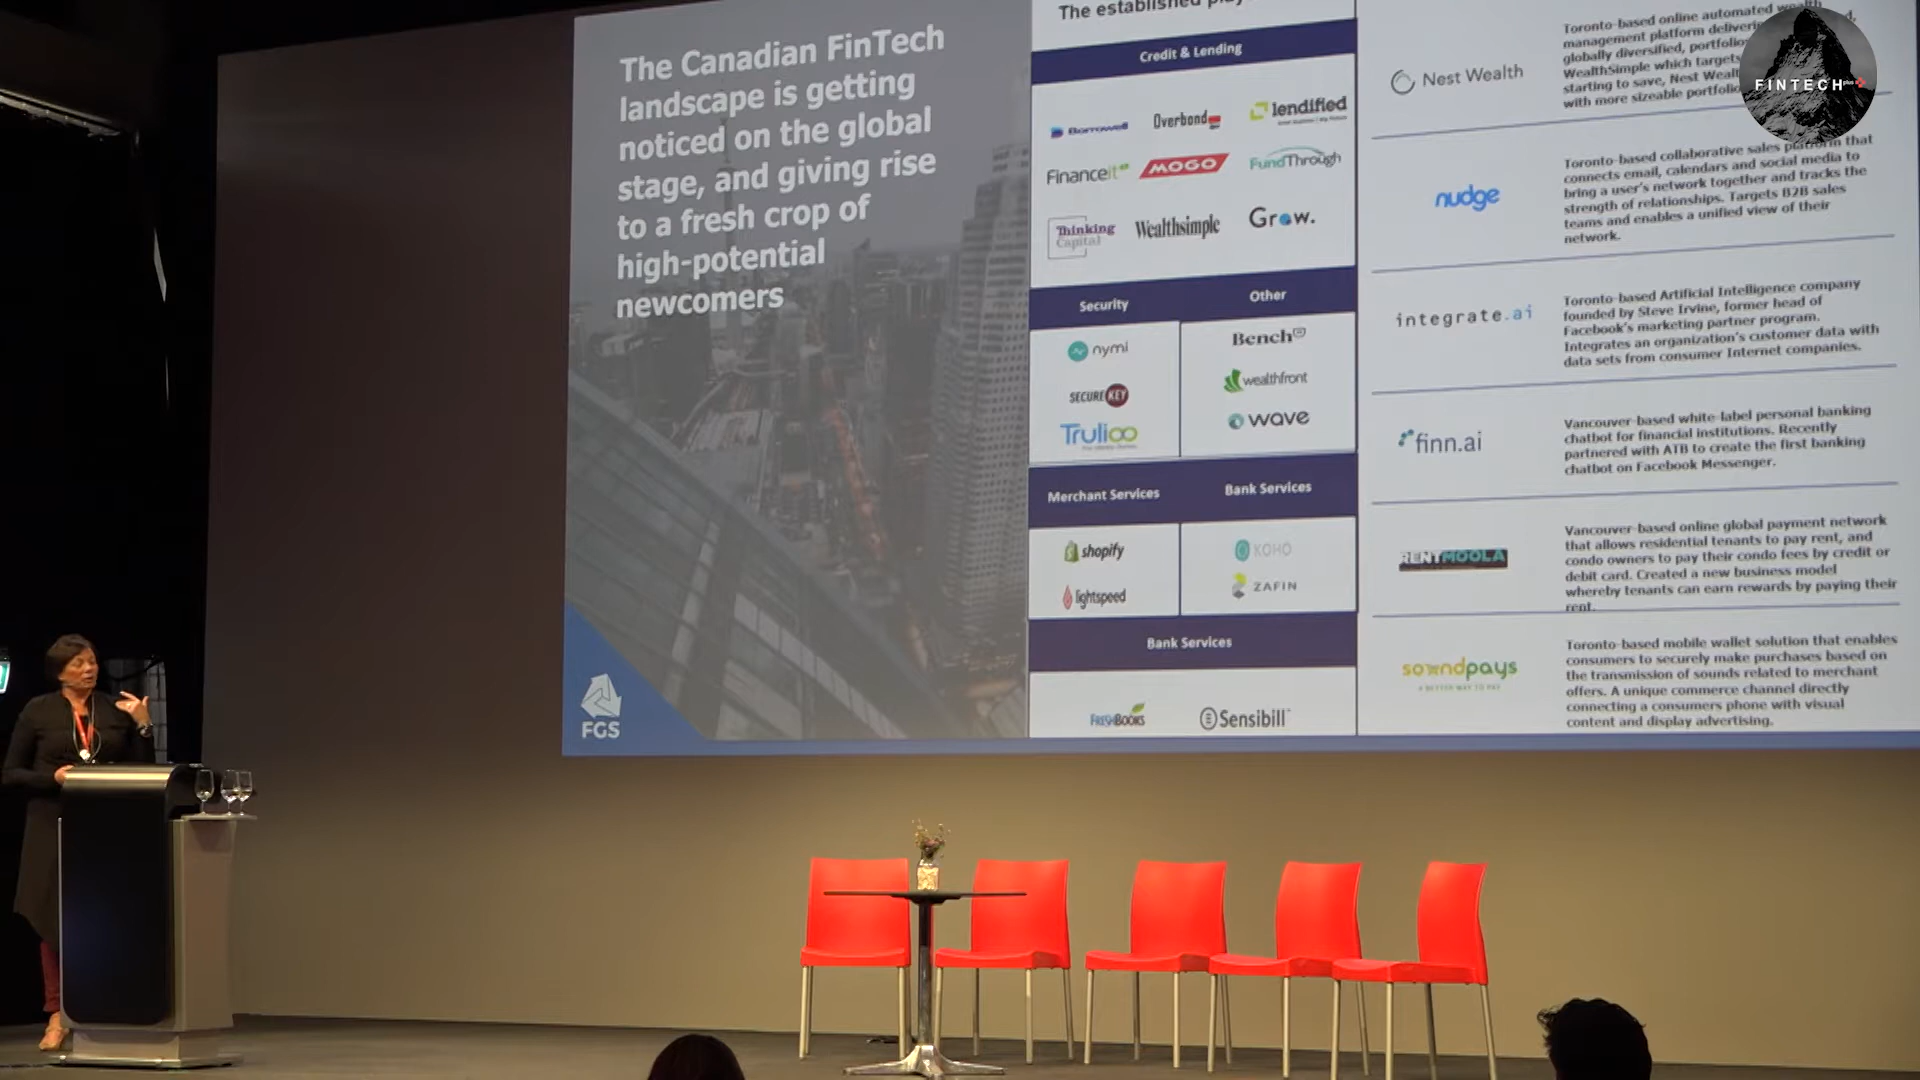 The Canadian FinTech
landscape is getting
noticed on the global
stage, and giving rise
to a fresh crop of
high-potential
newcomers
FGS
The established
Credit & Lending
Borrowell
Overbond
lendified
Financeit
MOGO
FundThrough
Thinking
Capital
Wealthsimple
Grow.
Security
Other
nymi
SECUREKEY
Trulioo
Bench
wealthfront
wave
Merchant Services
Bank Services
shopify
lightspeed
KOHO
ZAFIN
Bank Services
FRESHBOOKS
Sensibill
Nest Wealth
Toronto-based online automated wealth
management platform
globally diversified,
WealthSimple which targets
starting to save, Nest
with more sizeable
nudge
Toronto-based collaborative sales platform that
connects email, calendars and social media to
bring a user's network together and tracks the
strength of relationships. Targets B2B sales
teams and enables a unified view of their
network.
integrate.ai
Toronto-based Artificial Intelligence company
founded by Steve Irvine, former head of
Facebook's marketing partner program.
Integrates an organization's customer data with
data sets from consumer Internet companies.
finn.ai
Vancouver-based white-label personal banking
chatbot for financial institutions. Recently
partnered with ATB to create the first banking
chatbot on Facebook Messenger.
RENTMOOLA
Vancouver-based online global payment network
that allows residential tenants to pay rent, and
condo owners to pay their condo fees by credit or
debit card. Created a new business model
whereby tenants can earn rewards by paying their
rent.
soundpays
A BETTER WAY TO PAY
Toronto-based mobile wallet solution that enables
consumers to securely make purchases based on
the transmission of sounds related to merchant
offers. A unique commerce channel directly
connecting a consumers phone with visual
content and display advertising.
FINTECH